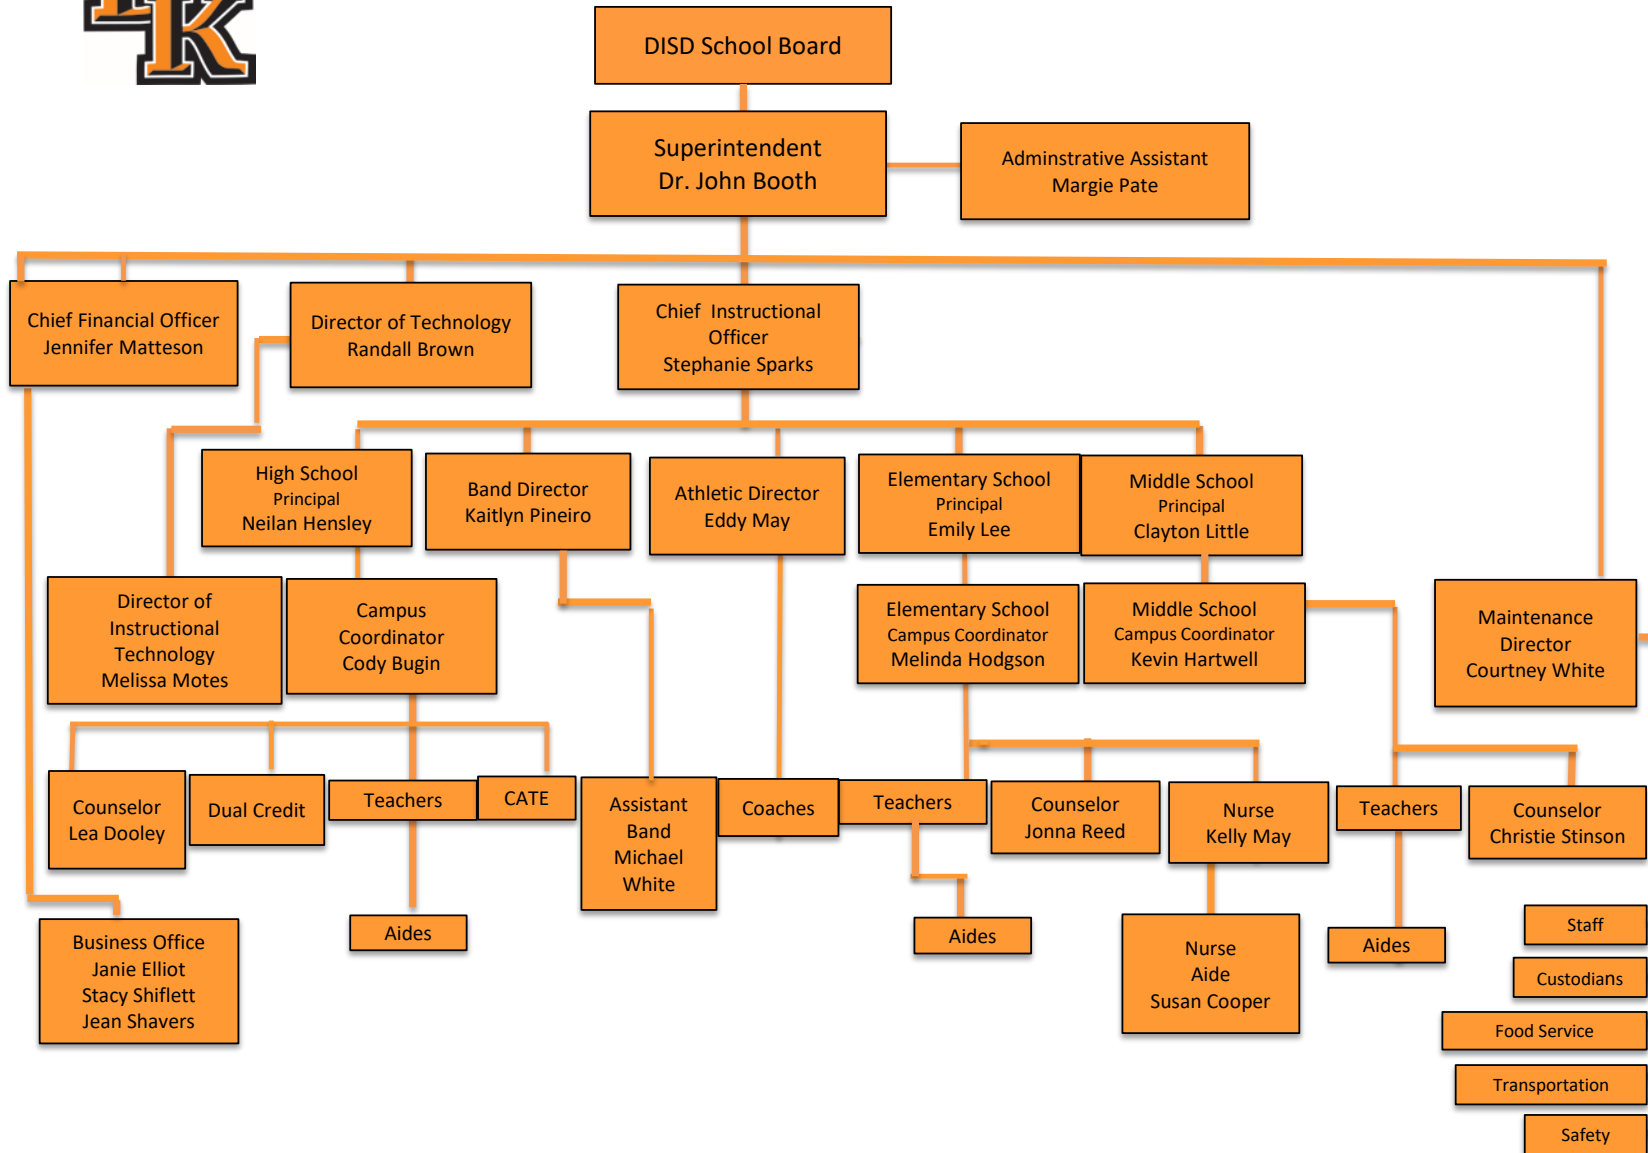 DISD School Board
Superintendent
Dr. John Booth
Adminstrative Assistant
Margie Pate
Chief Financial Officer
Jennifer Matteson
Director of Technology
Randall Brown
Chief  Instructional
Officer
Stephanie Sparks
High School
Principal
Neilan Hensley
Band Director
Kaitlyn Pineiro
Athletic Director
Eddy May
Elementary School
Principal
Emily Lee
Middle School
Principal
Clayton Little
Director of
Instructional
Technology
Melissa Motes
Campus
Coordinator
Cody Bugin
Elementary School
Campus Coordinator
Melinda Hodgson
Middle School
Campus Coordinator
Kevin Hartwell
Maintenance
Director
Courtney White
Counselor
Lea Dooley
Dual Credit
Teachers
CATE
Assistant
Band
Michael
White
Coaches
Teachers
Counselor
Jonna Reed
Nurse
Kelly May
Teachers
Counselor
Christie Stinson
Business Office
Janie Elliot
Stacy Shiflett
Jean Shavers
Aides
Aides
Nurse
Aide
Susan Cooper
Aides
Staff
Custodians
Food Service
Transportation
Safety